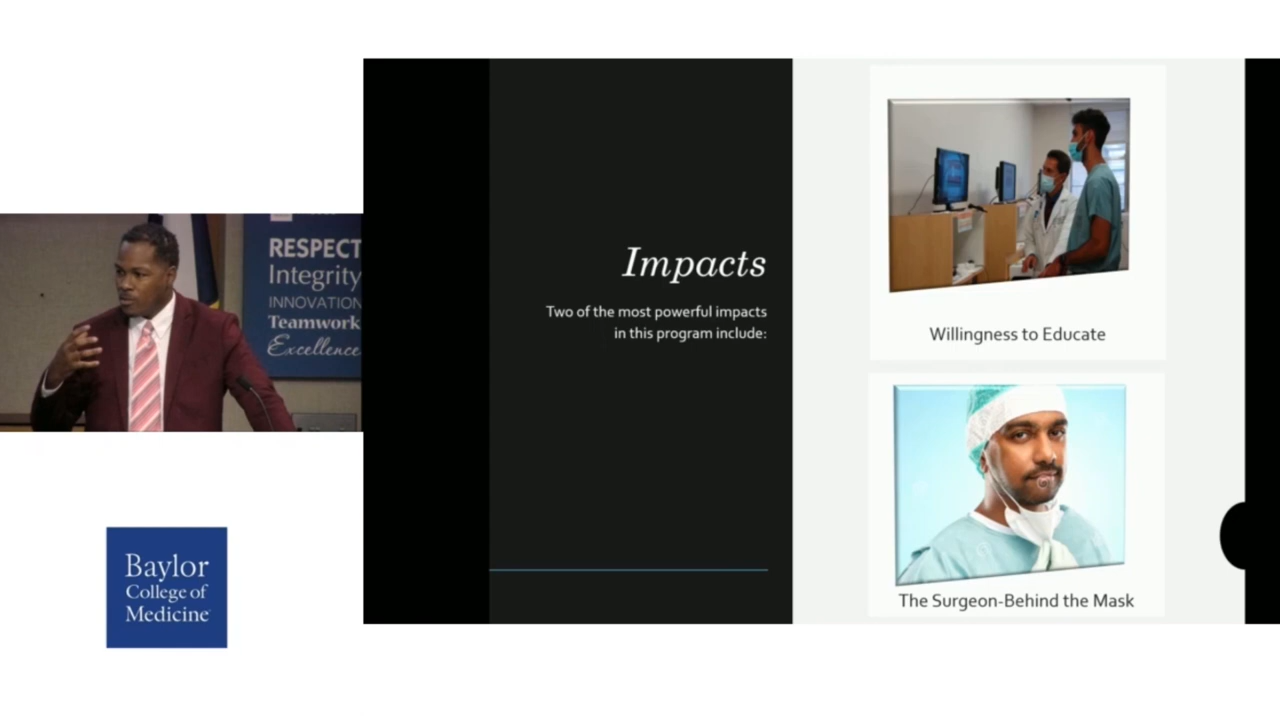 RESPECT
Integrity
INNOVATION
Teamwork
Excellence
Baylor
College of
Medicine
Impacts
Two of the most powerful impacts
in this program include:
Willingness to Educate
The Surgeon-Behind the Mask